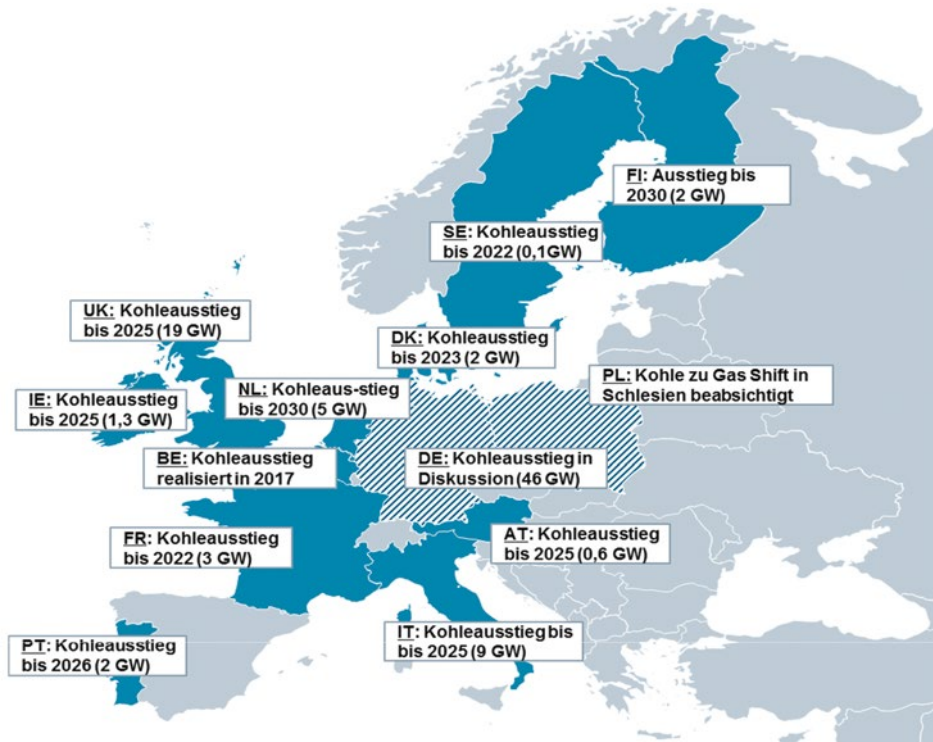 FI: Ausstieg bis
2030 (2 GW)
SE: Kohleausstieg
bis 2022 (0,1GW)
UK: Kohleausstieg
bis 2025 (19 GW)
DK: Kohleausstieg
bis 2023 (2 GW)
PL: Kohle zu Gas Shift in
Schlesien beabsichtigt
NL: Kohleaus-stieg
bis 2030 (5 GW)
IE: Kohleausstieg
bis 2025 (1,3 GW)
BE: Kohleausstieg
realisiert in 2017
DE: Kohleausstieg in
Diskussion (46 GW)
FR: Kohleausstieg
bis 2022 (3 GW)
AT: Kohleausstieg
bis 2025 (0,6 GW)
PT: Kohleausstieg
bis 2026 (2 GW)
IT: Kohleausstieg bis
bis 2025 (9 GW)